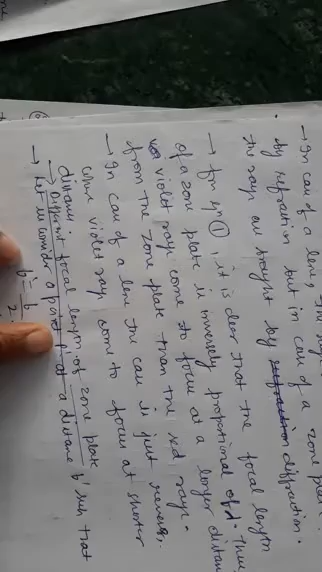 → In case of a lens, the
by refraction but in case of a zone plate
the rays are brought by diffraction.
→ fm yn ①, it is clear that the focal length
of a zone plate is inversely proportional of λ. thus
violet rays come to focus at a longer distan
from the zone plate than the red rays.
→ In case of a lens the case is just reverse.
when violet rays come to focus at shorter
distance.
→ Different focal length of zone plate
→ Let us consider a point P at a distance b' such that
b' = b
2